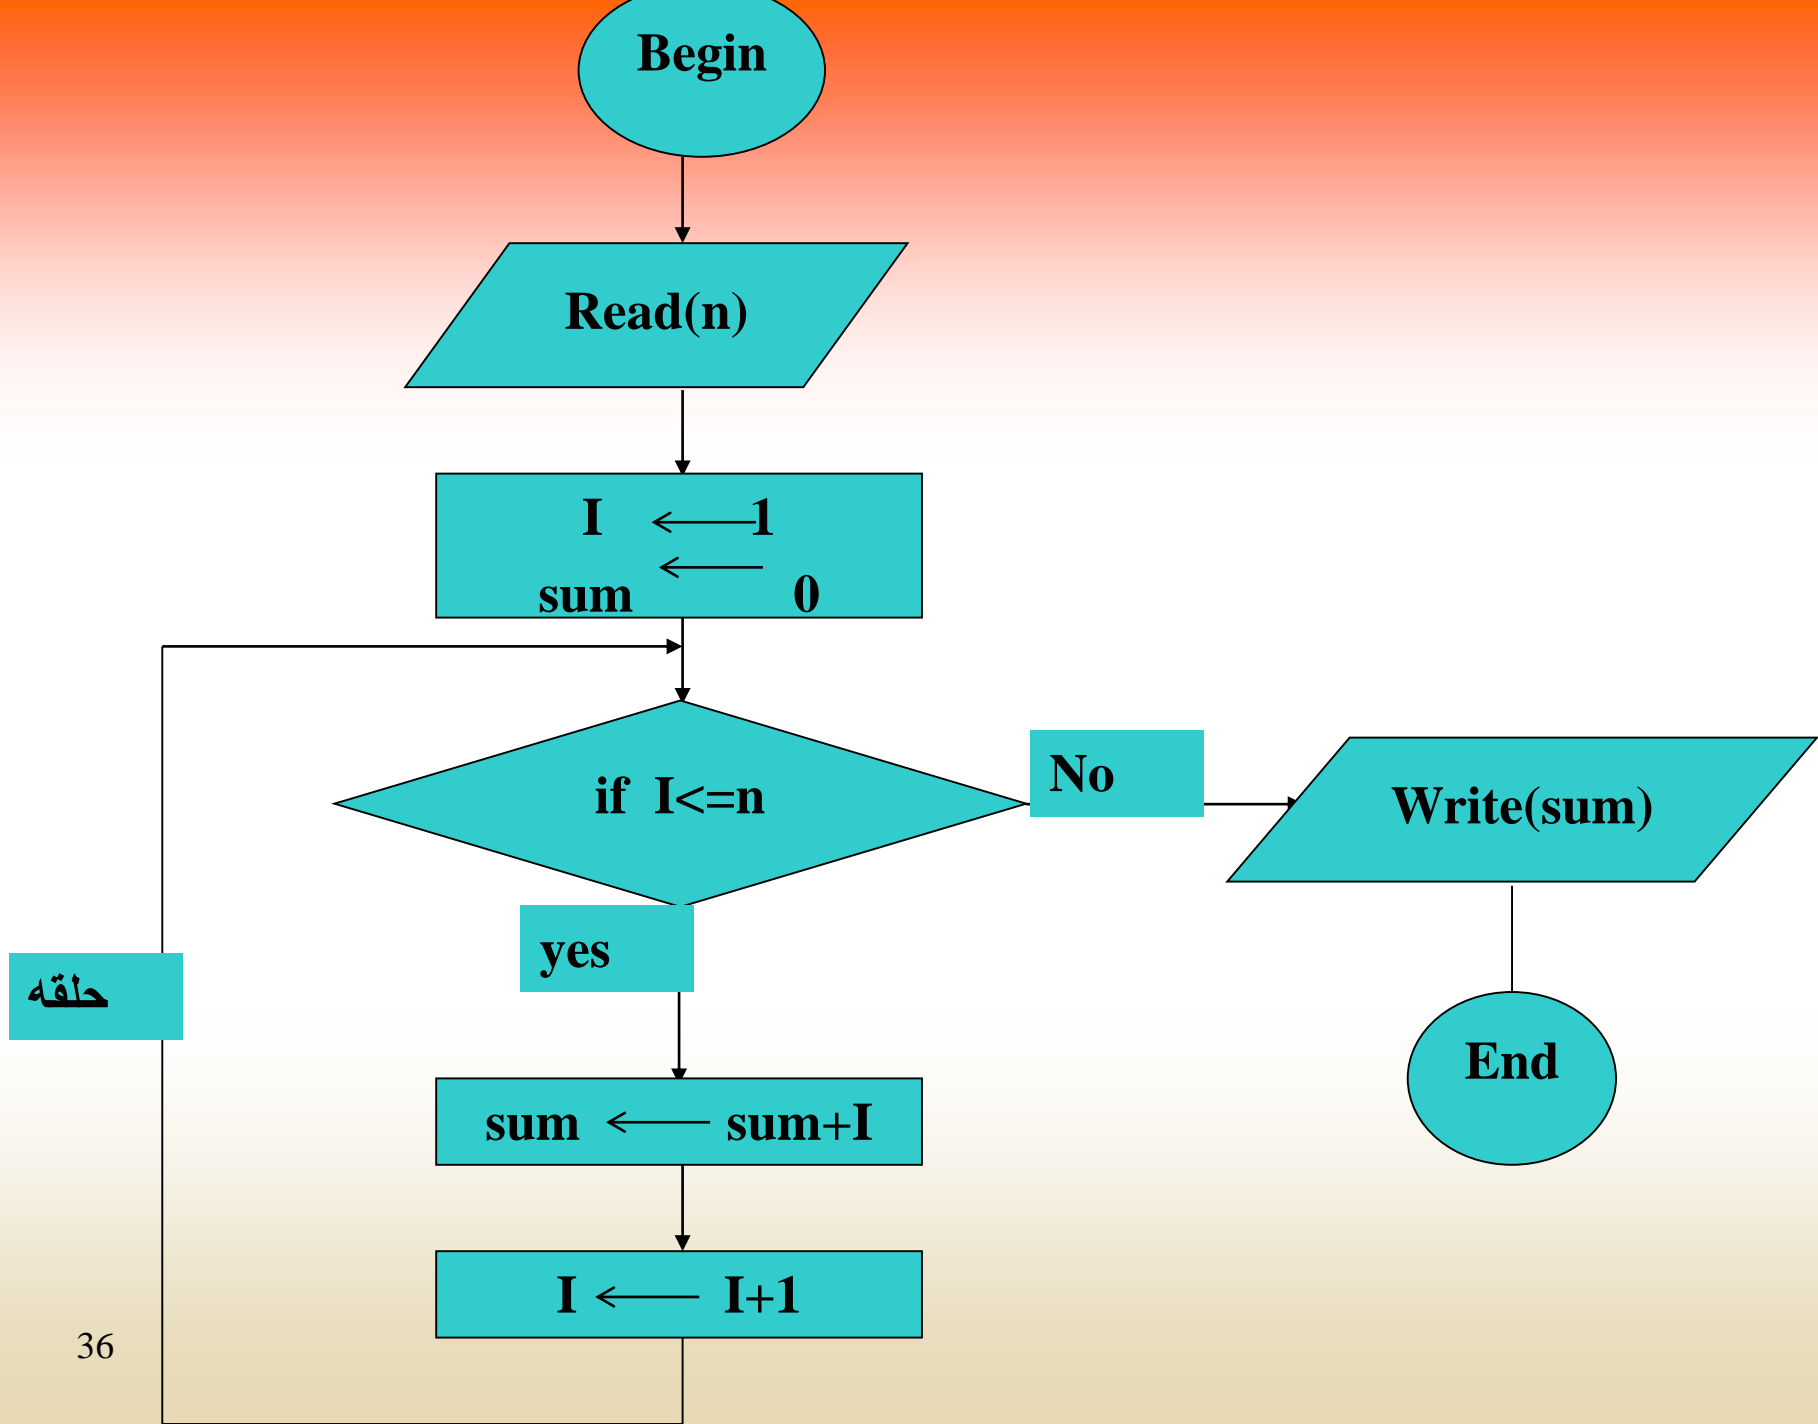 Begin
Read(n)
I ← 1
sum ← 0
if I<=n
No
Write(sum)
yes
حلقه
End
sum ← sum+I
I ← I+1
36